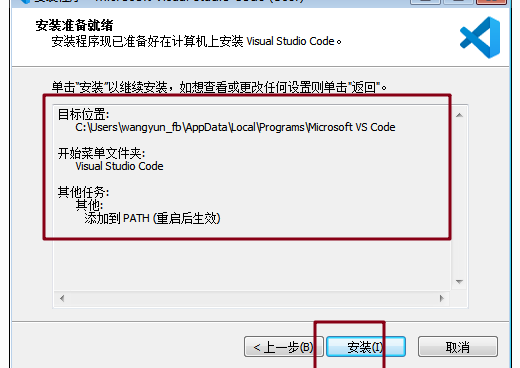 安装准备就绪
安装程序现已准备好在计算机上安装 Visual Studio Code。
单击"安装"以继续安装，如想查看或更改任何设置则单击"返回"。
目标位置:
C:\Users\wangyun_fb\AppData\Local\Programs\Microsoft VS Code
开始菜单文件夹:
Visual Studio Code
其他任务:
其他:
添加到 PATH (重启后生效)
< 上一步(B)
安装(I)
取消